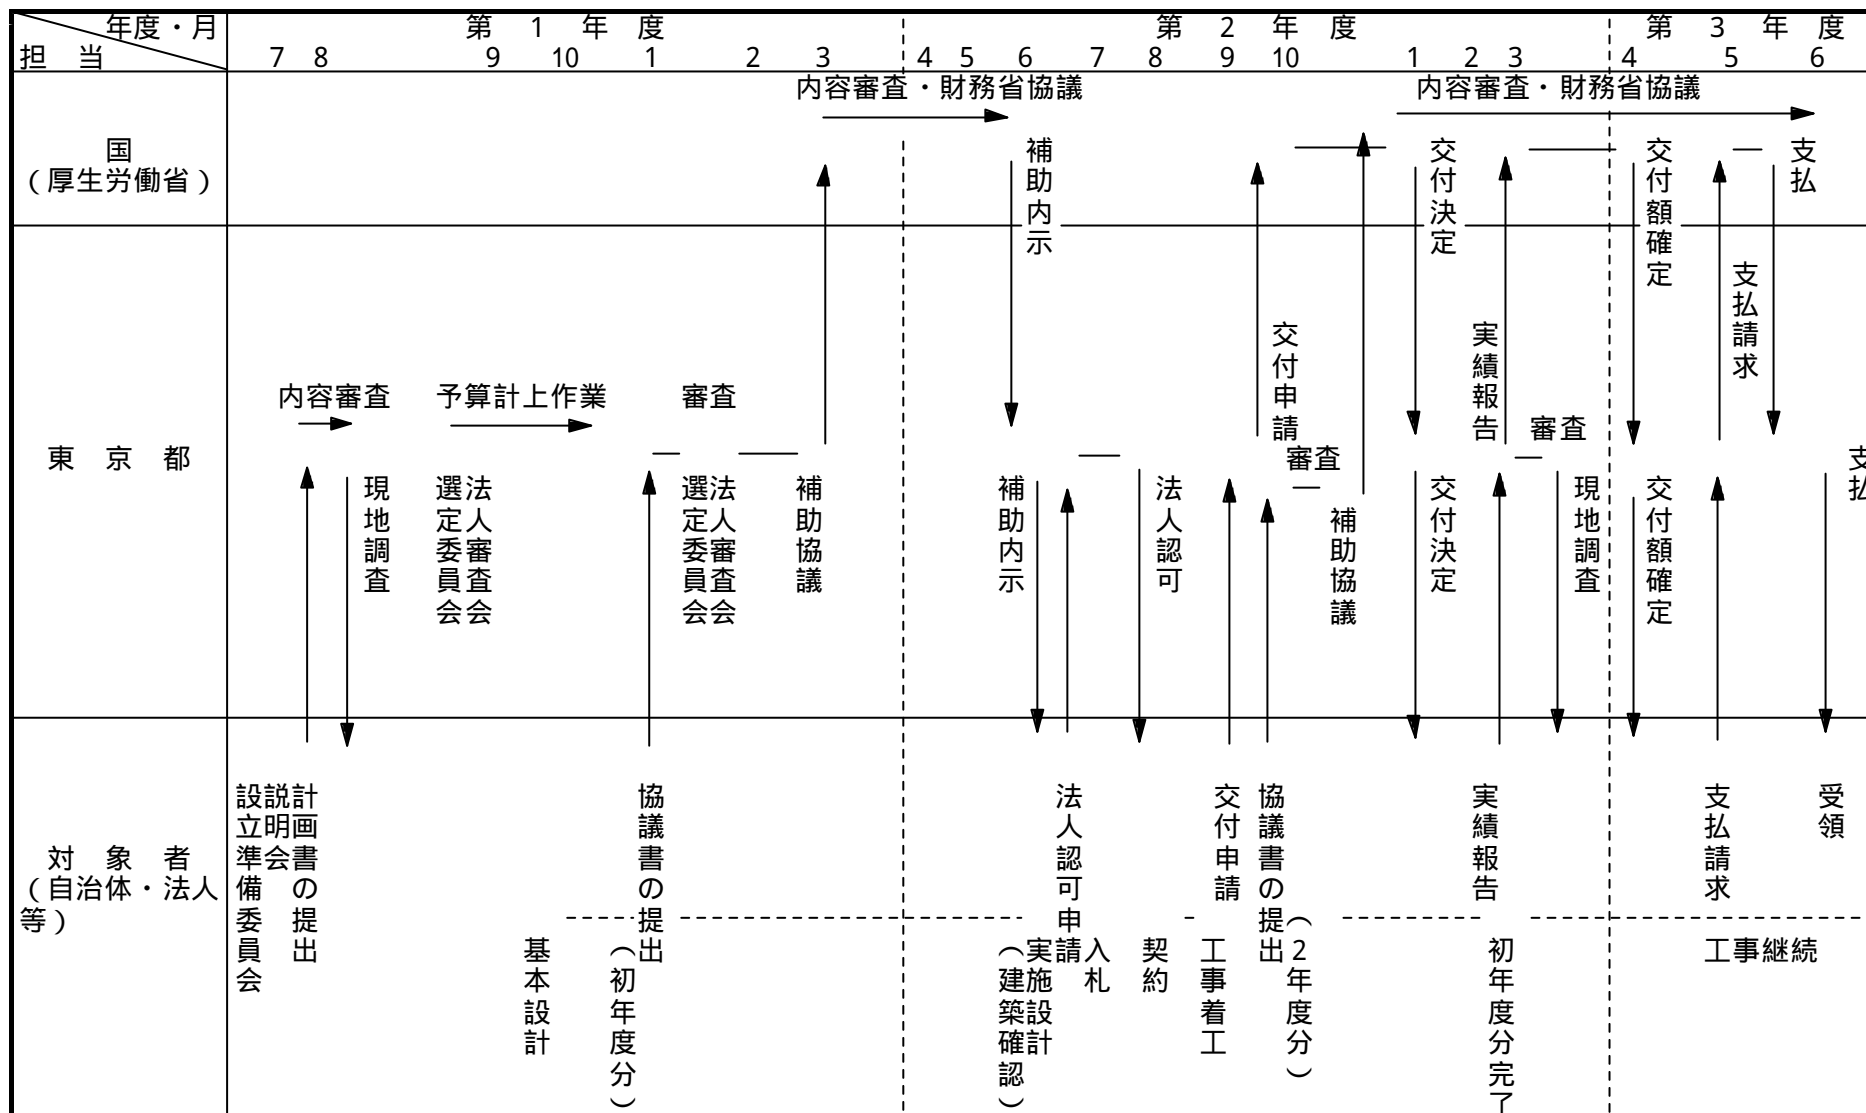 年度・月
担　当
第　1　年　度
第　2　年　度
第　3　年　度
7 8 9 10 1 2 3 4 5 6 7 8 9 10 1 2 3 4 5 6
国
（厚生労働省）
内容審査・財務省協議
補助内示
内容審査・財務省協議
交付決定
交付額確定
支払
東　京　都
内容審査
現地調査
予算計上作業
選定委員会
法人審査会
審査
選定委員会
法人審査会
補助協議
補助内示
法人認可
交付申請
審査
補助協議
交付決定
実績報告
審査
現地調査
交付額確定
支払請求
支払
対　象　者
（自治体・法人
等）
設立準備委員会
説明会
計画書の提出
基本設計
協議書の提出
（初年度分）
（建築確認）
実施設計
法人認可申請
入札
契約
工事着工
交付申請
協議書の提出
（2年度分）
実績報告
初年度分完了
支払請求
工事継続
受領